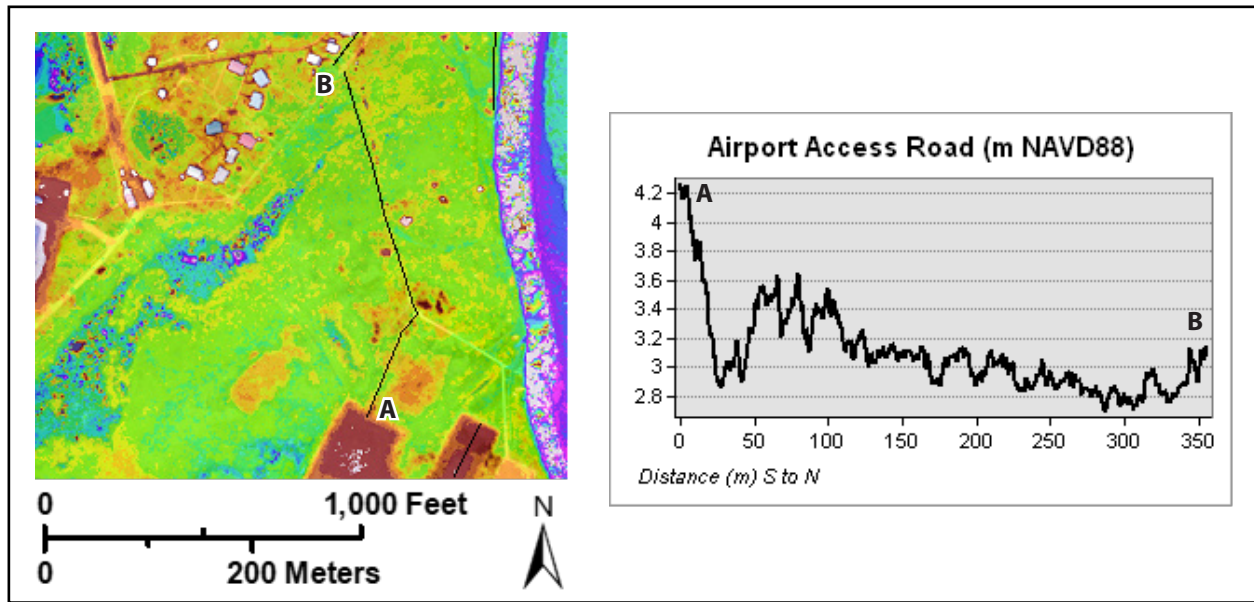 B
A
0 1,000 Feet
0 200 Meters
N
Airport Access Road (m NAVD88)
4.2
4
3.8
3.6
3.4
3.2
3
2.8
A
B
0 50 100 150 200 250 300 350
Distance (m) S to N